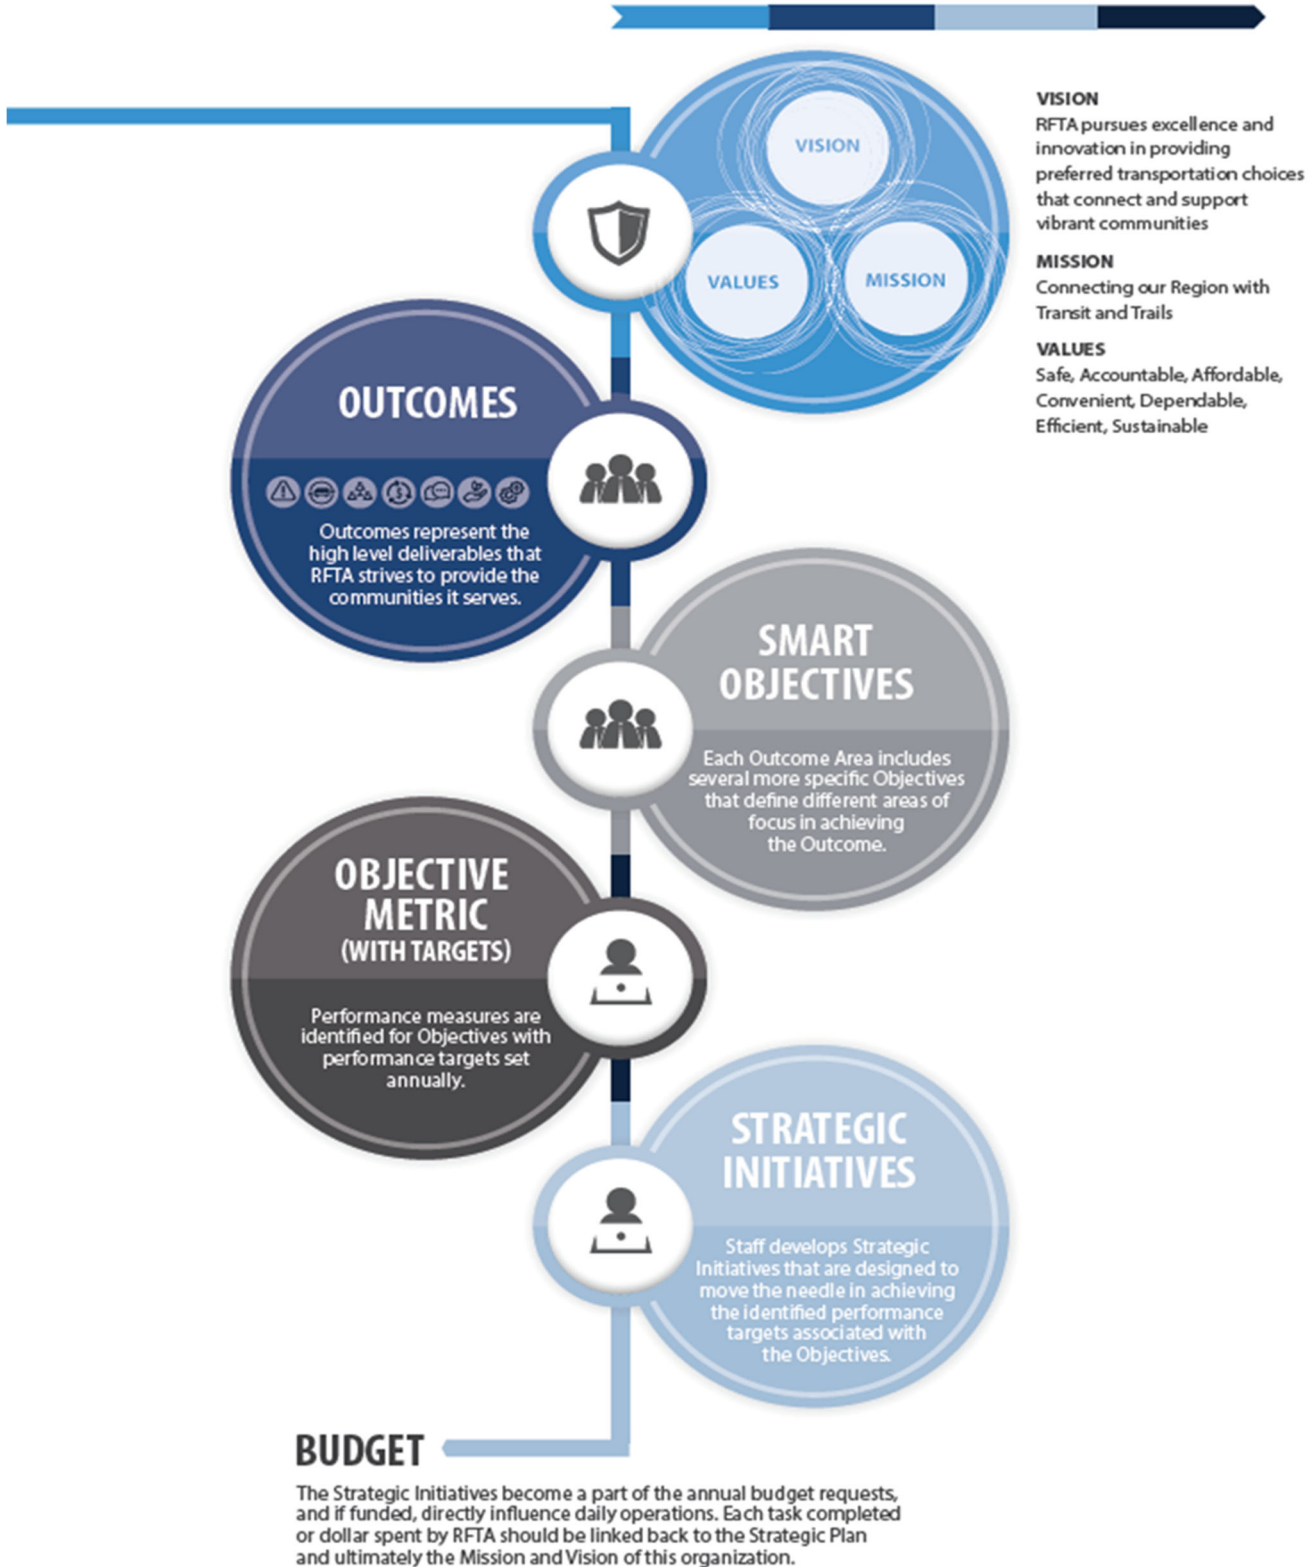 VISION
VALUES
MISSION
VISION
RFTA pursues excellence and
innovation in providing
preferred transportation choices
that connect and support
vibrant communities
MISSION
Connecting our Region with
Transit and Trails
VALUES
Safe, Accountable, Affordable,
Convenient, Dependable,
Efficient, Sustainable
OUTCOMES
Outcomes represent the
high level deliverables that
RFTA strives to provide the
communities it serves.
SMART
OBJECTIVES
Each Outcome Area includes
several more specific Objectives
that define different areas of
focus in achieving
the Outcome.
OBJECTIVE
METRIC
(WITH TARGETS)
Performance measures are
identified for Objectives with
performance targets set
annually.
STRATEGIC
INITIATIVES
Staff develops Strategic
Initiatives that are designed to
move the needle in achieving
the identified performance
targets associated with
the Objectives.
BUDGET
The Strategic Initiatives become a part of the annual budget requests,
and if funded, directly influence daily operations. Each task completed
or dollar spent by RFTA should be linked back to the Strategic Plan
and ultimately the Mission and Vision of this organization.